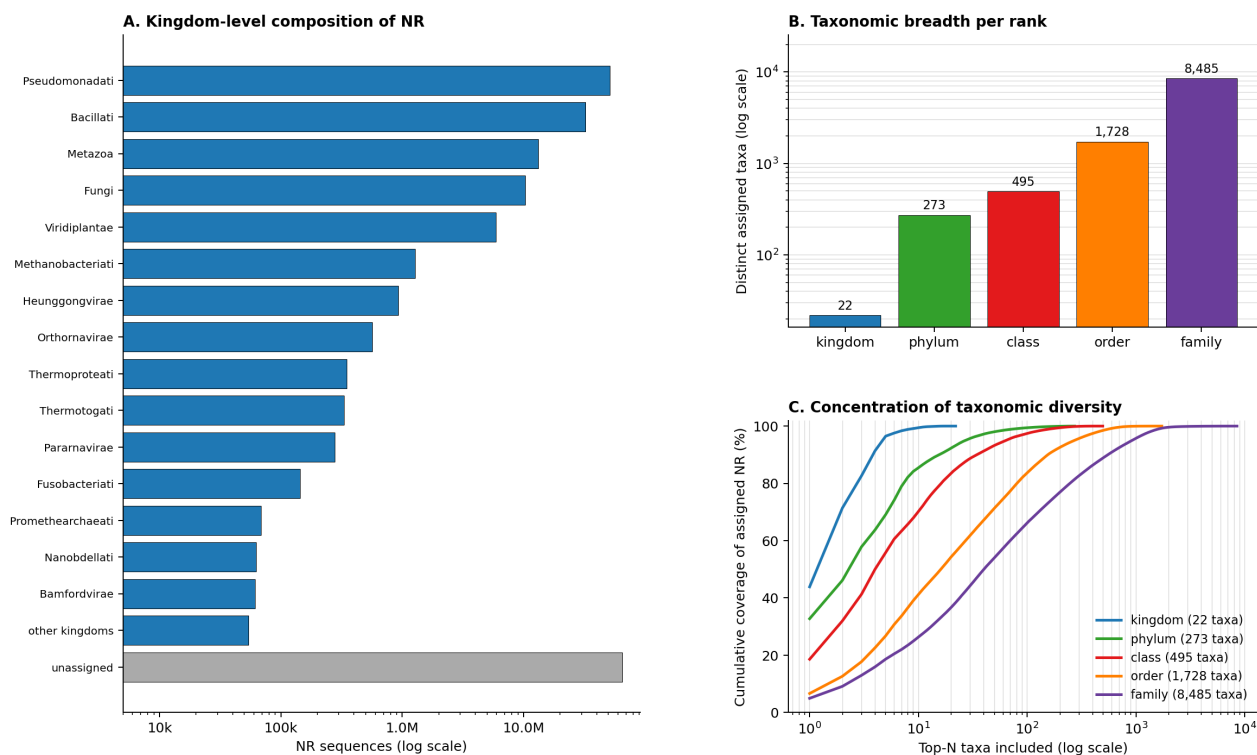 A. Kingdom-level composition of NR
Pseudomonadati
Bacillati
Metazoa
Fungi
Viridiplantae
Methanobacteriati
Heunggongvirae
Orthornavirae
Thermoproteati
Thermotogati
Pararnavirae
Fusobacteriati
Promethearchaeati
Nanobdellati
Bamfordvirae
other kingdoms
unassigned
10k 100k 1.0M 10.0M
NR sequences (log scale)
B. Taxonomic breadth per rank
Distinct assigned taxa (log scale)
10⁴
10³
10²
22
273
495
1,728
8,485
kingdom phylum class order family
C. Concentration of taxonomic diversity
Cumulative coverage of assigned NR (%)
100
80
60
40
20
0
kingdom (22 taxa)
phylum (273 taxa)
class (495 taxa)
order (1,728 taxa)
family (8,485 taxa)
10⁰ 10¹ 10² 10³ 10⁴
Top-N taxa included (log scale)